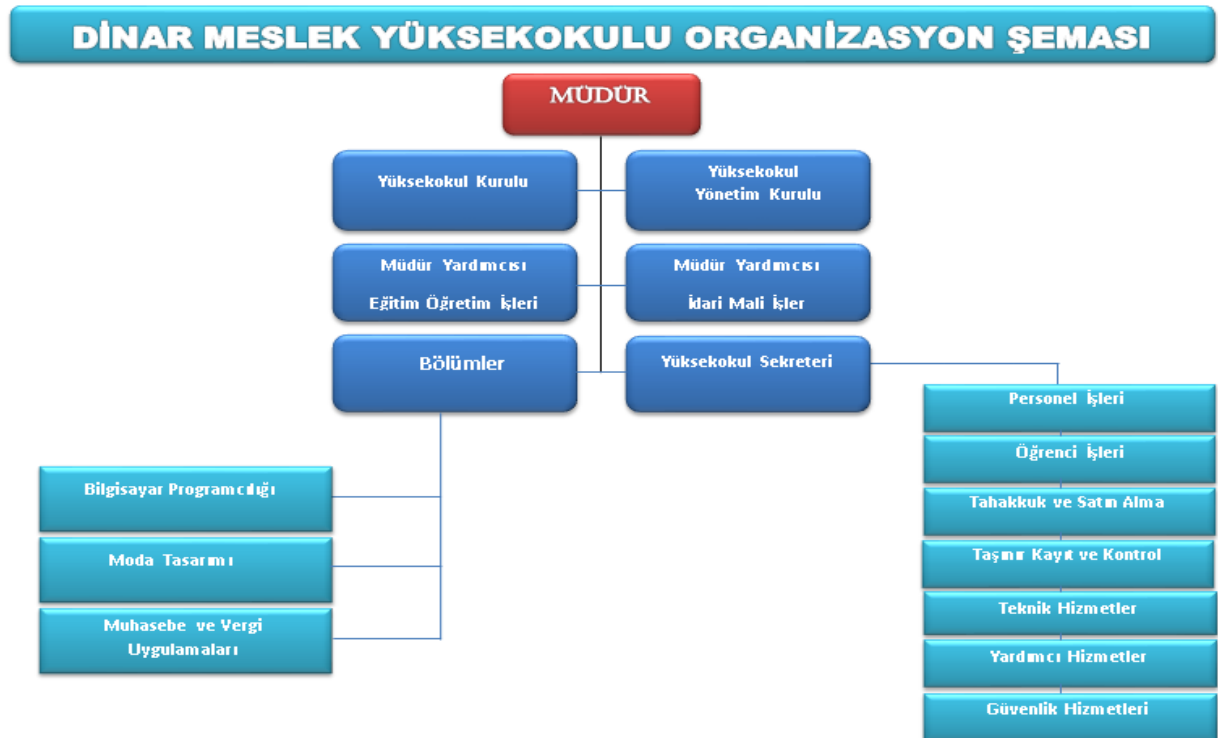 DİNAR MESLEK YÜKSEKOKULU ORGANİZASYON ŞEMASI
MÜDÜR
Yüksekokul Kurulu
Yüksekokul
Yönetim Kurulu
Müdür Yardımcısı
Eğitim Öğretim İşleri
Müdür Yardımcısı
İdari Mali İşler
Bölümler
Yüksekokul Sekreteri
Bilgisayar Programcılığı
Moda Tasarımı
Muhasebe ve Vergi
Uygulamaları
Personel İşleri
Öğrenci İşleri
Tahakkuk ve Satın Alma
Taşınır Kayıt ve Kontrol
Teknik Hizmetler
Yardımcı Hizmetler
Güvenlik Hizmetleri